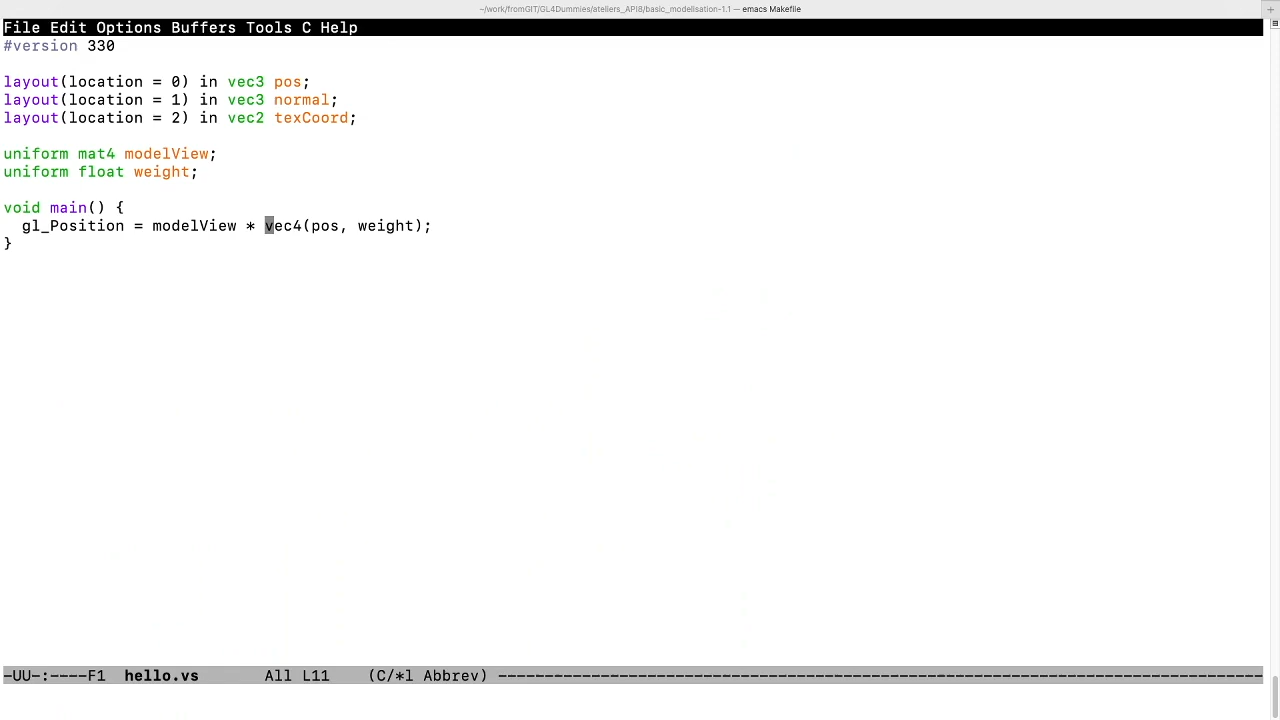 ~/work/fromGIT/GL4Dummies/ateliers_API8/basic_modelisation-1.1 — emacs Makefile
File Edit Options Buffers Tools C Help
#version 330
layout(location = 0) in vec3 pos;
layout(location = 1) in vec3 normal;
layout(location = 2) in vec2 texCoord;
uniform mat4 modelView;
uniform float weight;
void main() {
  gl_Position = modelView * vec4(pos, weight);
}
-UU-:----F1  hello.vs       All L11    (C/*l Abbrev) ----------------------------------------------------------------------------------